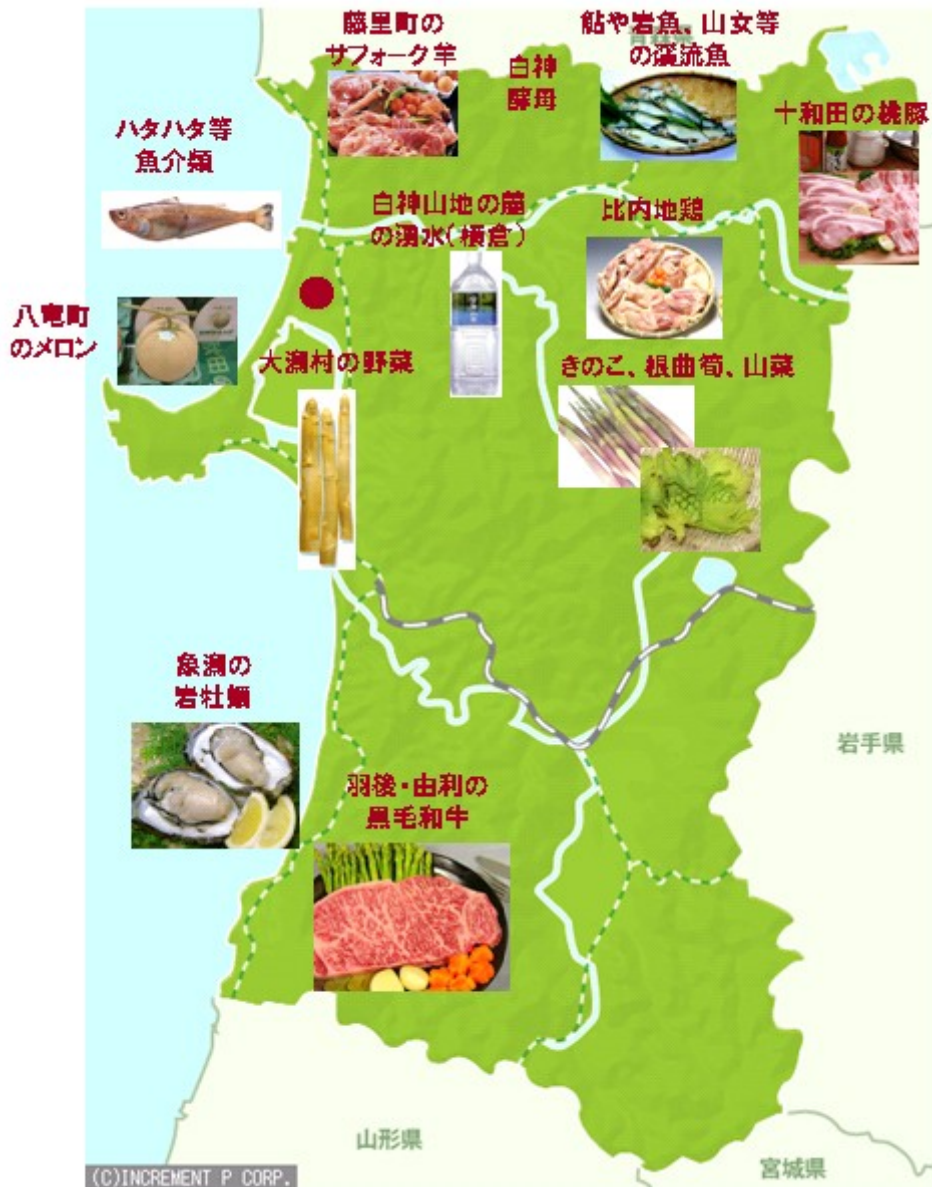 藤里町の
サフォーク羊
鮎や岩魚、山女等
の渓流魚
白神
酵母
十和田の桃豚
ハタハタ等
魚介類
白神山地の麓
の湧水(横倉)
比内地鶏
八竜町
のメロン
大潟村の野菜
きのこ、根曲筍、山菜
象潟の
岩牡蠣
羽後・由利の
黒毛和牛
岩手県
山形県
宮城県
(C)INCREMENT P CORP.